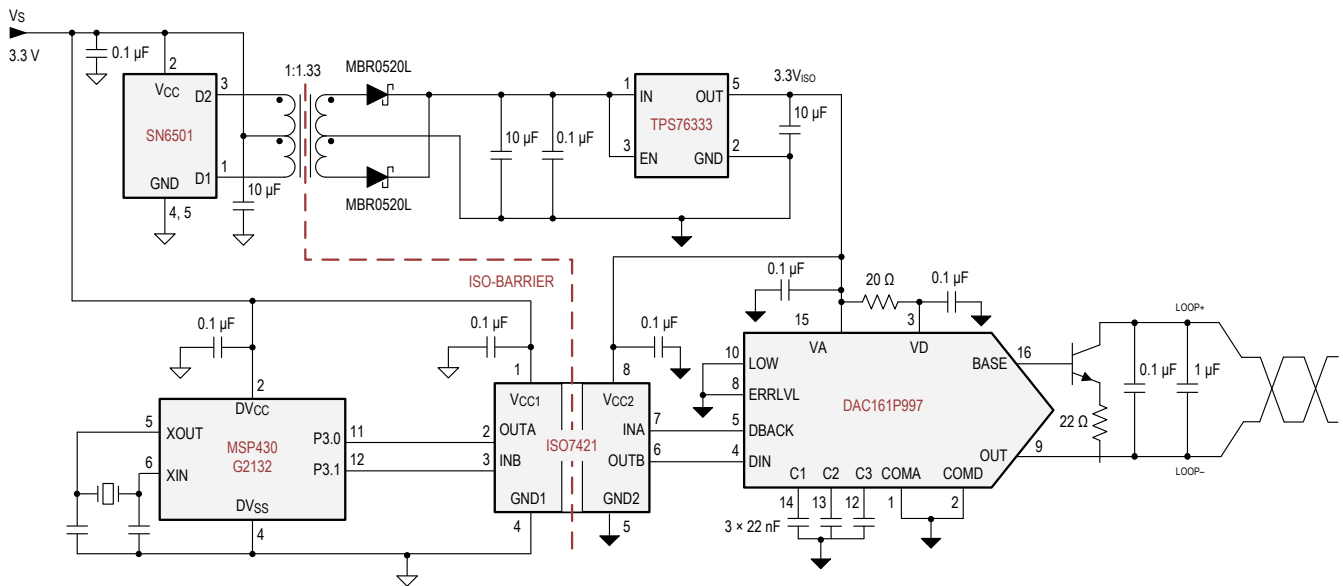 VS
3.3 V
0.1 µF
2
VCC
D2
3
SN6501
D1
1
GND
4, 5
10 µF
1:1.33
MBR0520L
MBR0520L
10 µF
0.1 µF
1
IN
OUT
5
TPS76333
3
EN
GND
2
3.3VISO
10 µF
ISO-BARRIER
0.1 µF
20 Ω
0.1 µF
15
3
0.1 µF
2
DVCC
5
XOUT
6
XIN
MSP430
G2132
P3.0
11
P3.1
12
DVSS
4
0.1 µF
1
VCC1
OUTA
2
INB
3
GND1
4
ISO7421
0.1 µF
8
VCC2
INA
7
OUTB
6
GND2
5
VA
VD
10
LOW
8
ERRLVL
5
DBACK
4
DIN
DAC161P997
BASE
16
OUT
9
C1
C2
C3
COMA
COMD
14
13
12
1
2
3 × 22 nF
22 Ω
0.1 µF
1 µF
LOOP+
LOOP–